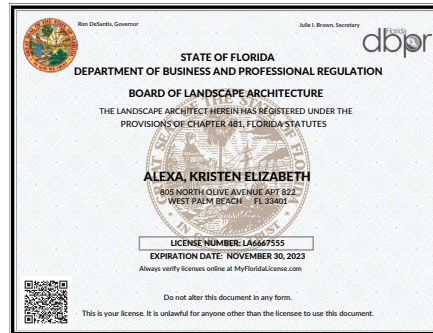 Ron DeSantis, Governor
Julie I. Brown, Secretary
Florida
dbpr
STATE OF FLORIDA
DEPARTMENT OF BUSINESS AND PROFESSIONAL REGULATION
BOARD OF LANDSCAPE ARCHITECTURE
THE LANDSCAPE ARCHITECT HEREIN HAS REGISTERED UNDER THE
PROVISIONS OF CHAPTER 481, FLORIDA STATUTES
ALEXA, KRISTEN ELIZABETH
805 NORTH OLIVE AVENUE APT 822
WEST PALM BEACH FL 33401
LICENSE NUMBER: LA6667555
EXPIRATION DATE: NOVEMBER 30, 2023
Always verify licenses online at MyFloridaLicense.com
Do not alter this document in any form.
This is your license. It is unlawful for anyone other than the licensee to use this document.